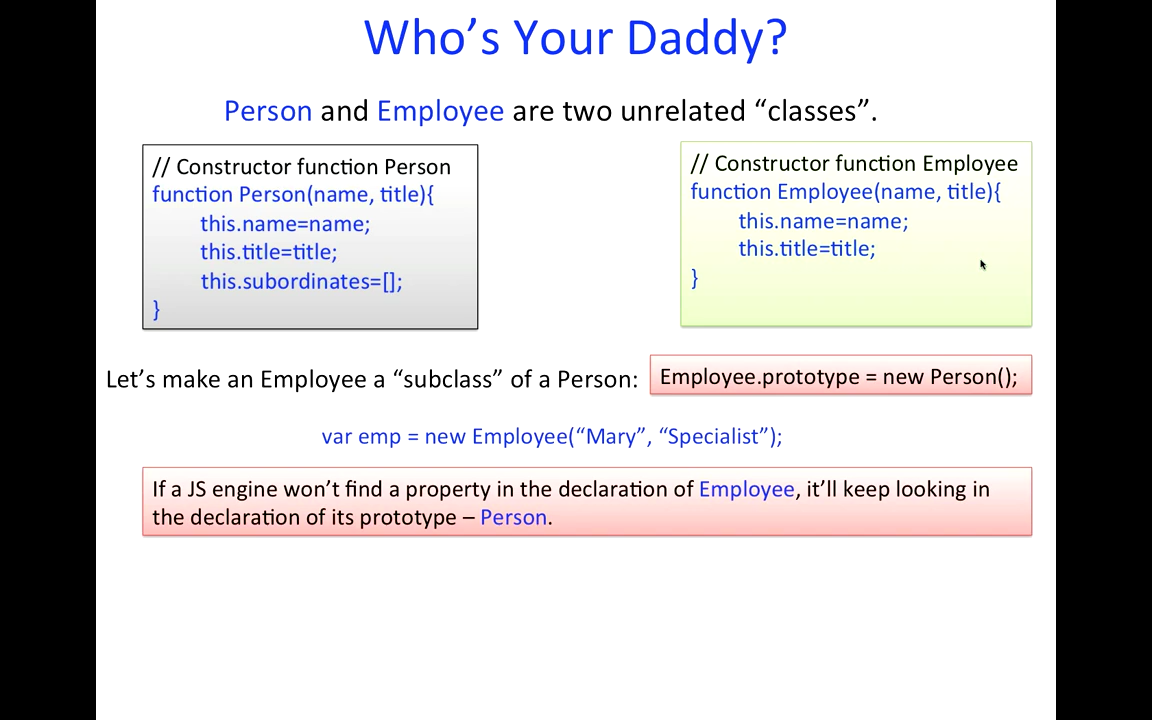 Who’s Your Daddy?
Person and Employee are two unrelated “classes”.
// Constructor function Person
function Person(name, title){
this.name=name;
this.title=title;
this.subordinates=[];
}
// Constructor function Employee
function Employee(name, title){
this.name=name;
this.title=title;
}
Let’s make an Employee a “subclass” of a Person:
Employee.prototype = new Person();
var emp = new Employee(“Mary”, “Specialist”);
If a JS engine won’t find a property in the declaration of Employee, it’ll keep looking in
the declaration of its prototype – Person.